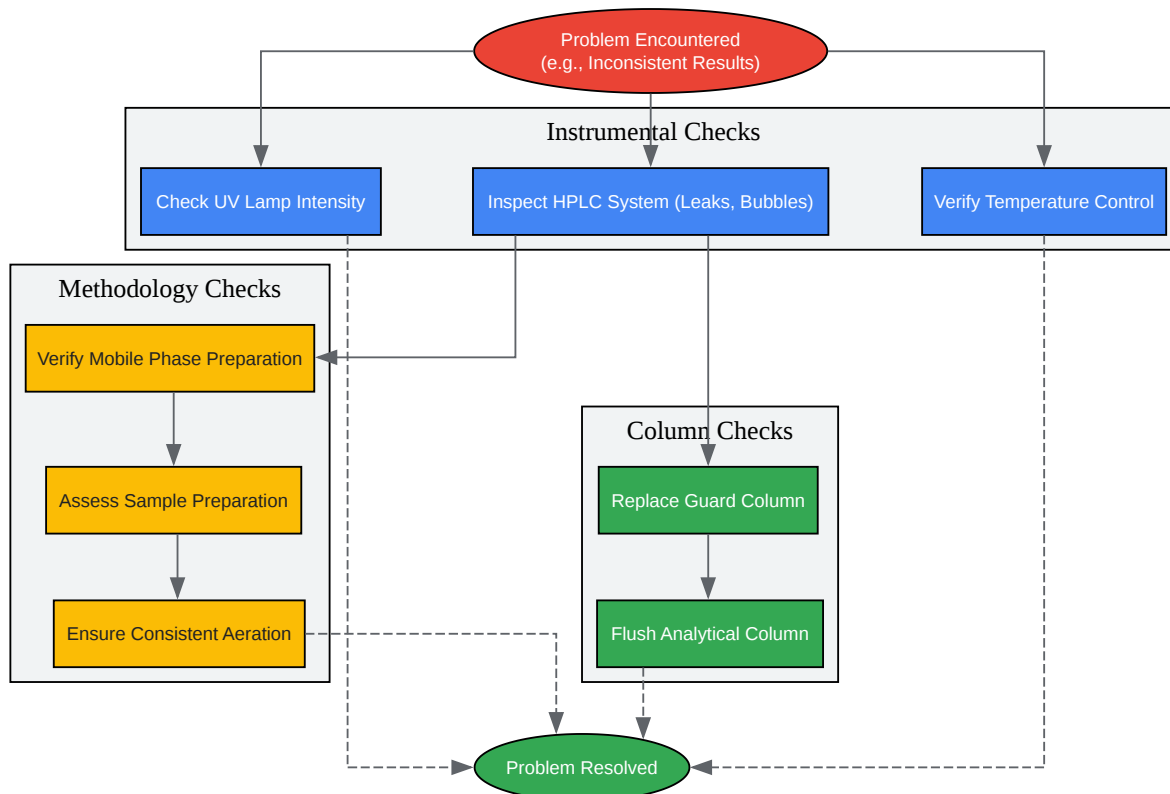 Problem Encountered
(e.g., Inconsistent Results)
Instrumental Checks
Check UV Lamp Intensity
Inspect HPLC System (Leaks, Bubbles)
Verify Temperature Control
Methodology Checks
Verify Mobile Phase Preparation
Assess Sample Preparation
Ensure Consistent Aeration
Column Checks
Replace Guard Column
Flush Analytical Column
Problem Resolved